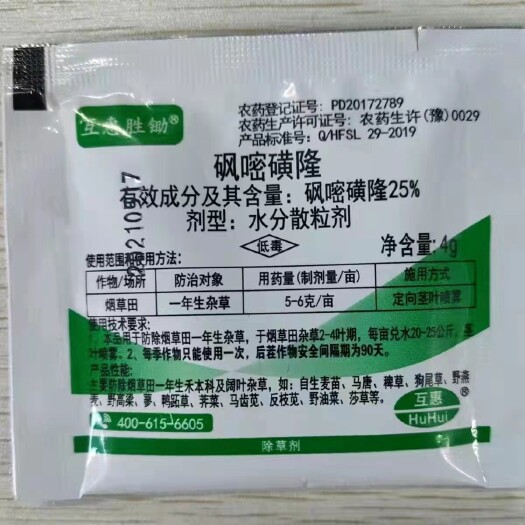 互惠胜锄®
农药登记证号: PD20172789
农药生产许可证号: 农药生许(豫)0029
产品标准号: Q/HFSL 29-2019
砜嘧磺隆
有效成分及其含量: 砜嘧磺隆25%
剂型: 水分散粒剂
低毒
净含量: 4g
使用范围和使用方法:
作物/场所 防治对象 用药量(制剂量/亩) 施用方式
烟草田 一年生杂草 5-6克/亩 定向茎叶喷雾
使用技术要求:
1、本品用于防除烟草田一年生杂草, 于烟草田杂草2-4叶期, 每亩兑水20-25公斤, 茎
叶喷雾。2、每季作物只能使用一次, 后茬作物安全间隔期为90天。
产品性能:
主要防除烟草田一年生禾本科及阔叶杂草, 如: 自生麦苗、马唐、稗草、狗尾草、野燕
麦、野高粱、蓼、鸭跖草、荠菜、马齿苋、反枝苋、野油菜、莎草等。
400-615-6605
互惠®
HuHui
除草剂